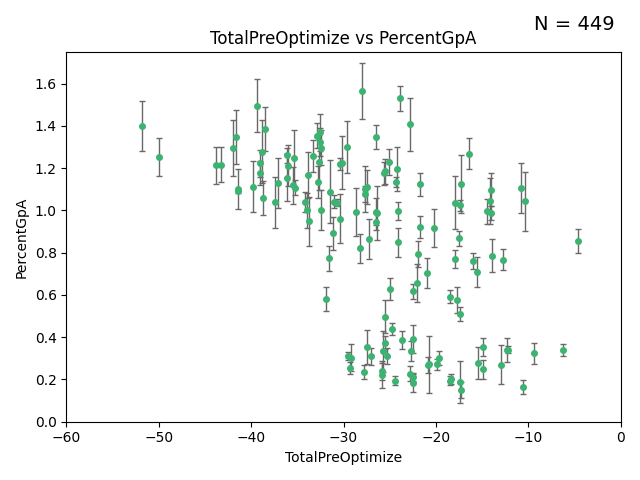 N = 449
TotalPreOptimize vs PercentGpA
PercentGpA
1.6
1.4
1.2
1.0
0.8
0.6
0.4
0.2
0.0
−60 −50 −40 −30 −20 −10 0
TotalPreOptimize